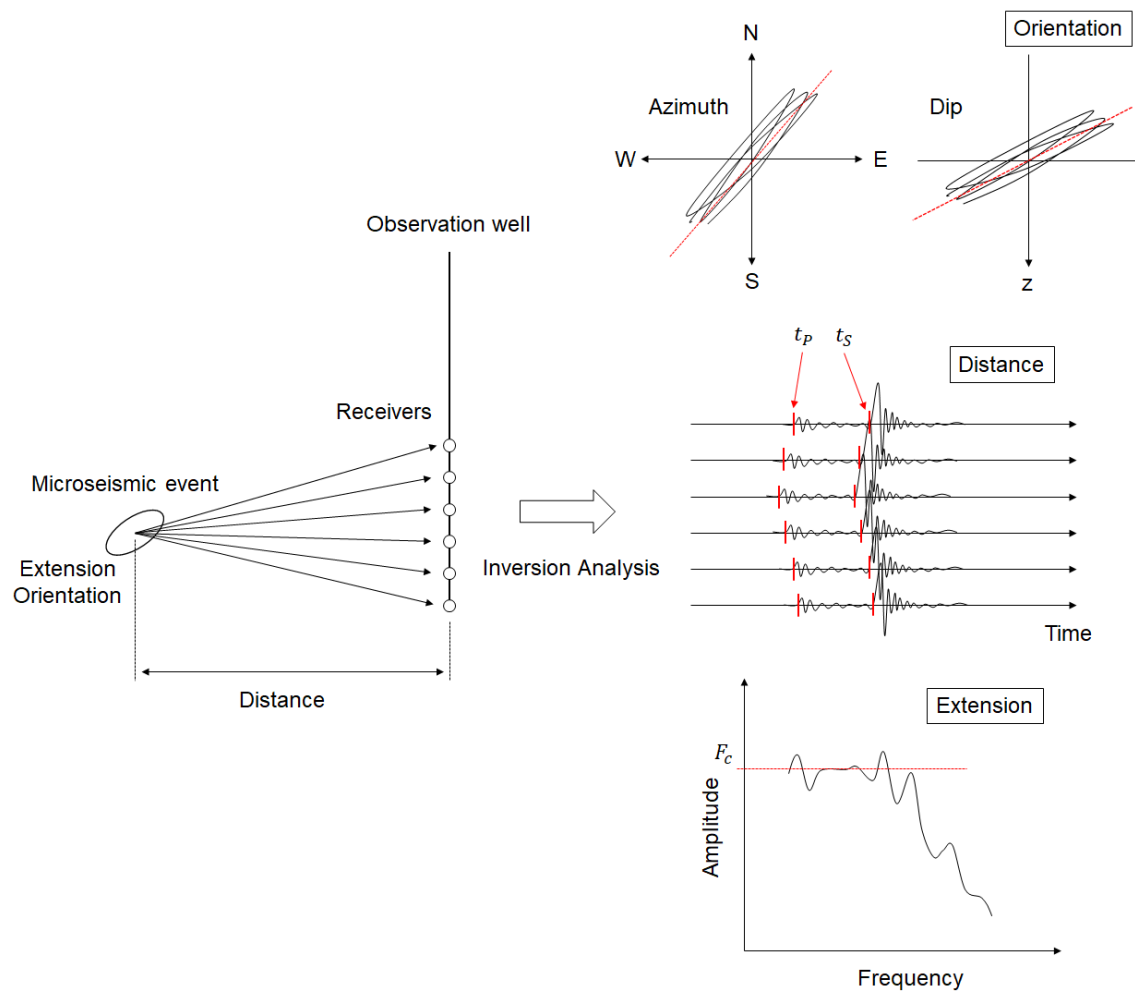 Observation well
Receivers
Microseismic event
Extension
Orientation
Distance
Inversion Analysis
Orientation
N
Azimuth
W
E
S
Dip
z
t_P
t_S
Distance
Time
Extension
F_c
Amplitude
Frequency